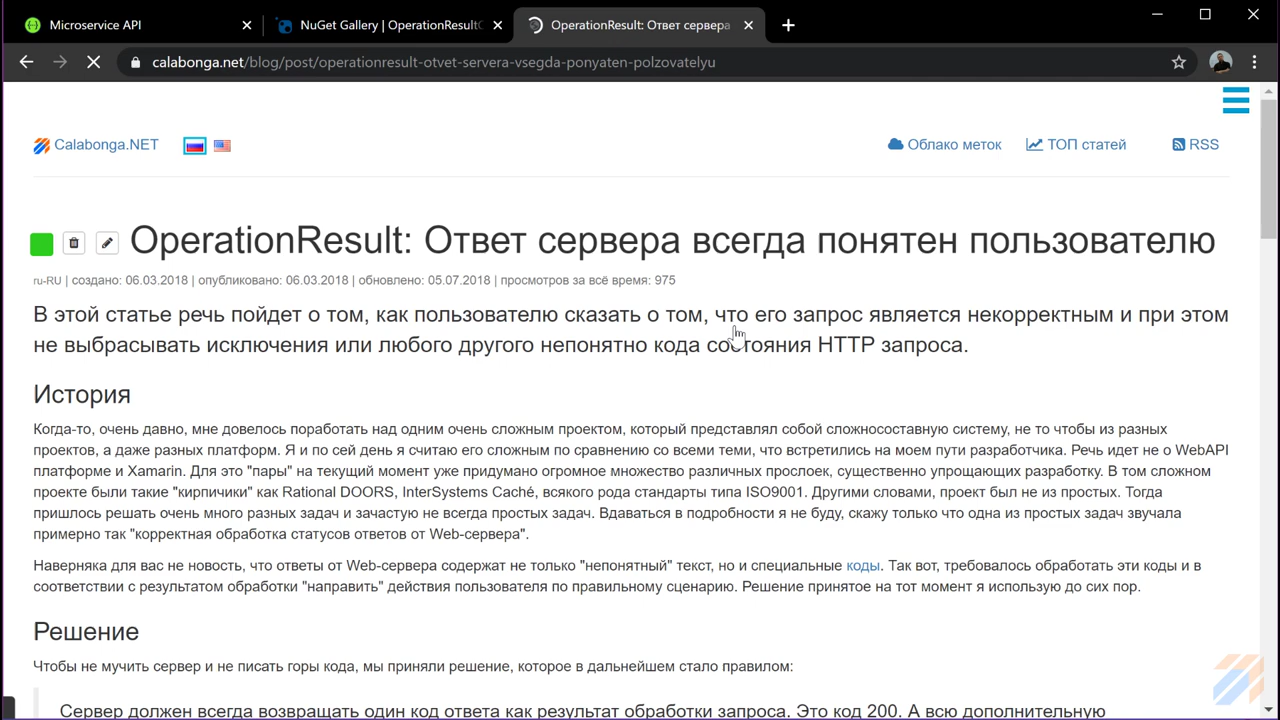 Microservice API
NuGet Gallery | OperationResult
OperationResult: Ответ сервера
calabonga.net/blog/post/operationresult-otvet-servera-vsegda-ponyaten-polzovatelyu
Calabonga.NET
Облако меток
ТОП статей
RSS
OperationResult: Ответ сервера всегда понятен пользователю
ru-RU | создано: 06.03.2018 | опубликовано: 06.03.2018 | обновлено: 05.07.2018 | просмотров за всё время: 975
В этой статье речь пойдет о том, как пользователю сказать о том, что его запрос является некорректным и при этом
не выбрасывать исключения или любого другого непонятно кода состояния HTTP запроса.
История
Когда-то, очень давно, мне довелось поработать над одним очень сложным проектом, который представлял собой сложносоставную систему, не то чтобы из разных
проектов, а даже разных платформ. Я и по сей день я считаю его сложным по сравнению со всеми теми, что встретились на моем пути разработчика. Речь идет не о WebAPI
платформе и Xamarin. Для это "пары" на текущий момент уже придумано огромное множество различных прослоек, существенно упрощающих разработку. В том сложном
проекте были такие "кирпичики" как Rational DOORS, InterSystems Caché, всякого рода стандарты типа ISO9001. Другими словами, проект был не из простых. Тогда
пришлось решать очень много разных задач и зачастую не всегда простых задач. Вдаваться в подробности я не буду, скажу только что одна из простых задач звучала
примерно так "корректная обработка статусов ответов от Web-сервера".
Наверняка для вас не новость, что ответы от Web-сервера содержат не только "непонятный" текст, но и специальные коды. Так вот, требовалось обработать эти коды и в
соответствии с результатом обработки "направить" действия пользователя по правильному сценарию. Решение принятое на тот момент я использую до сих пор.
Решение
Чтобы не мучить сервер и не писать горы кода, мы приняли решение, которое в дальнейшем стало правилом:
Сервер должен всегда возвращать один код ответа как результат обработки запроса. Это код 200. А всю дополнительную